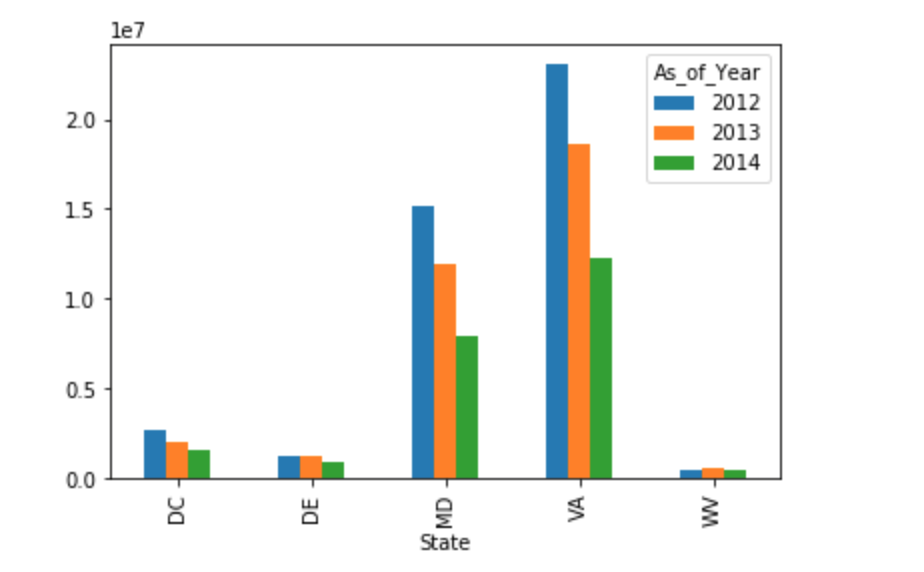 1e7
As_of_Year
2012
2013
2014
2.0
1.5
1.0
0.5
0.0
DC
DE
MD
VA
WV
State